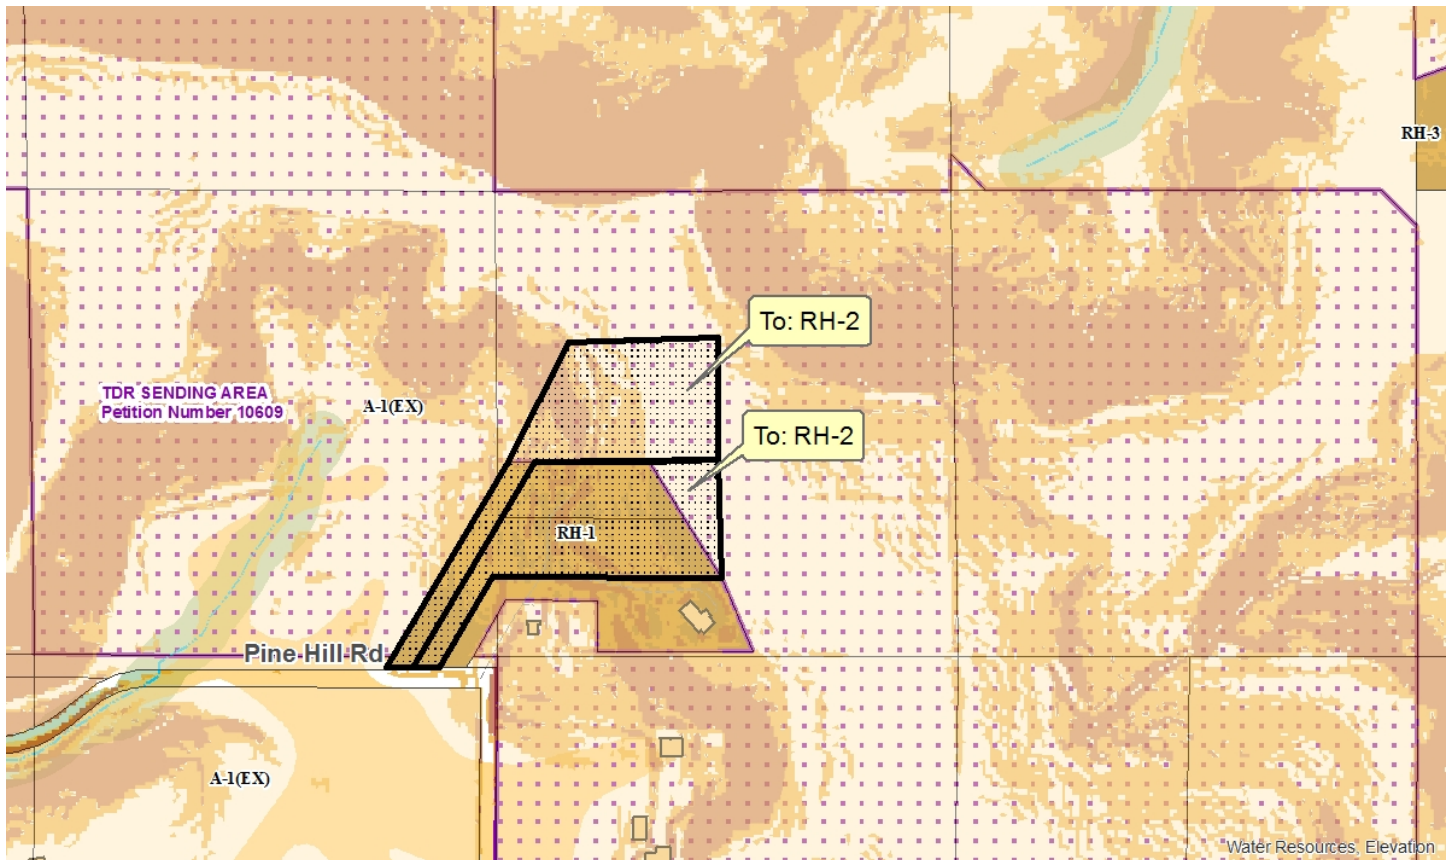 RH-3
To: RH-2
TDR SENDING AREA
Petition Number 10609
A-1(EX)
To: RH-2
RH-1
Pine Hill Rd
A-1(EX)
Water Resources, Elevation